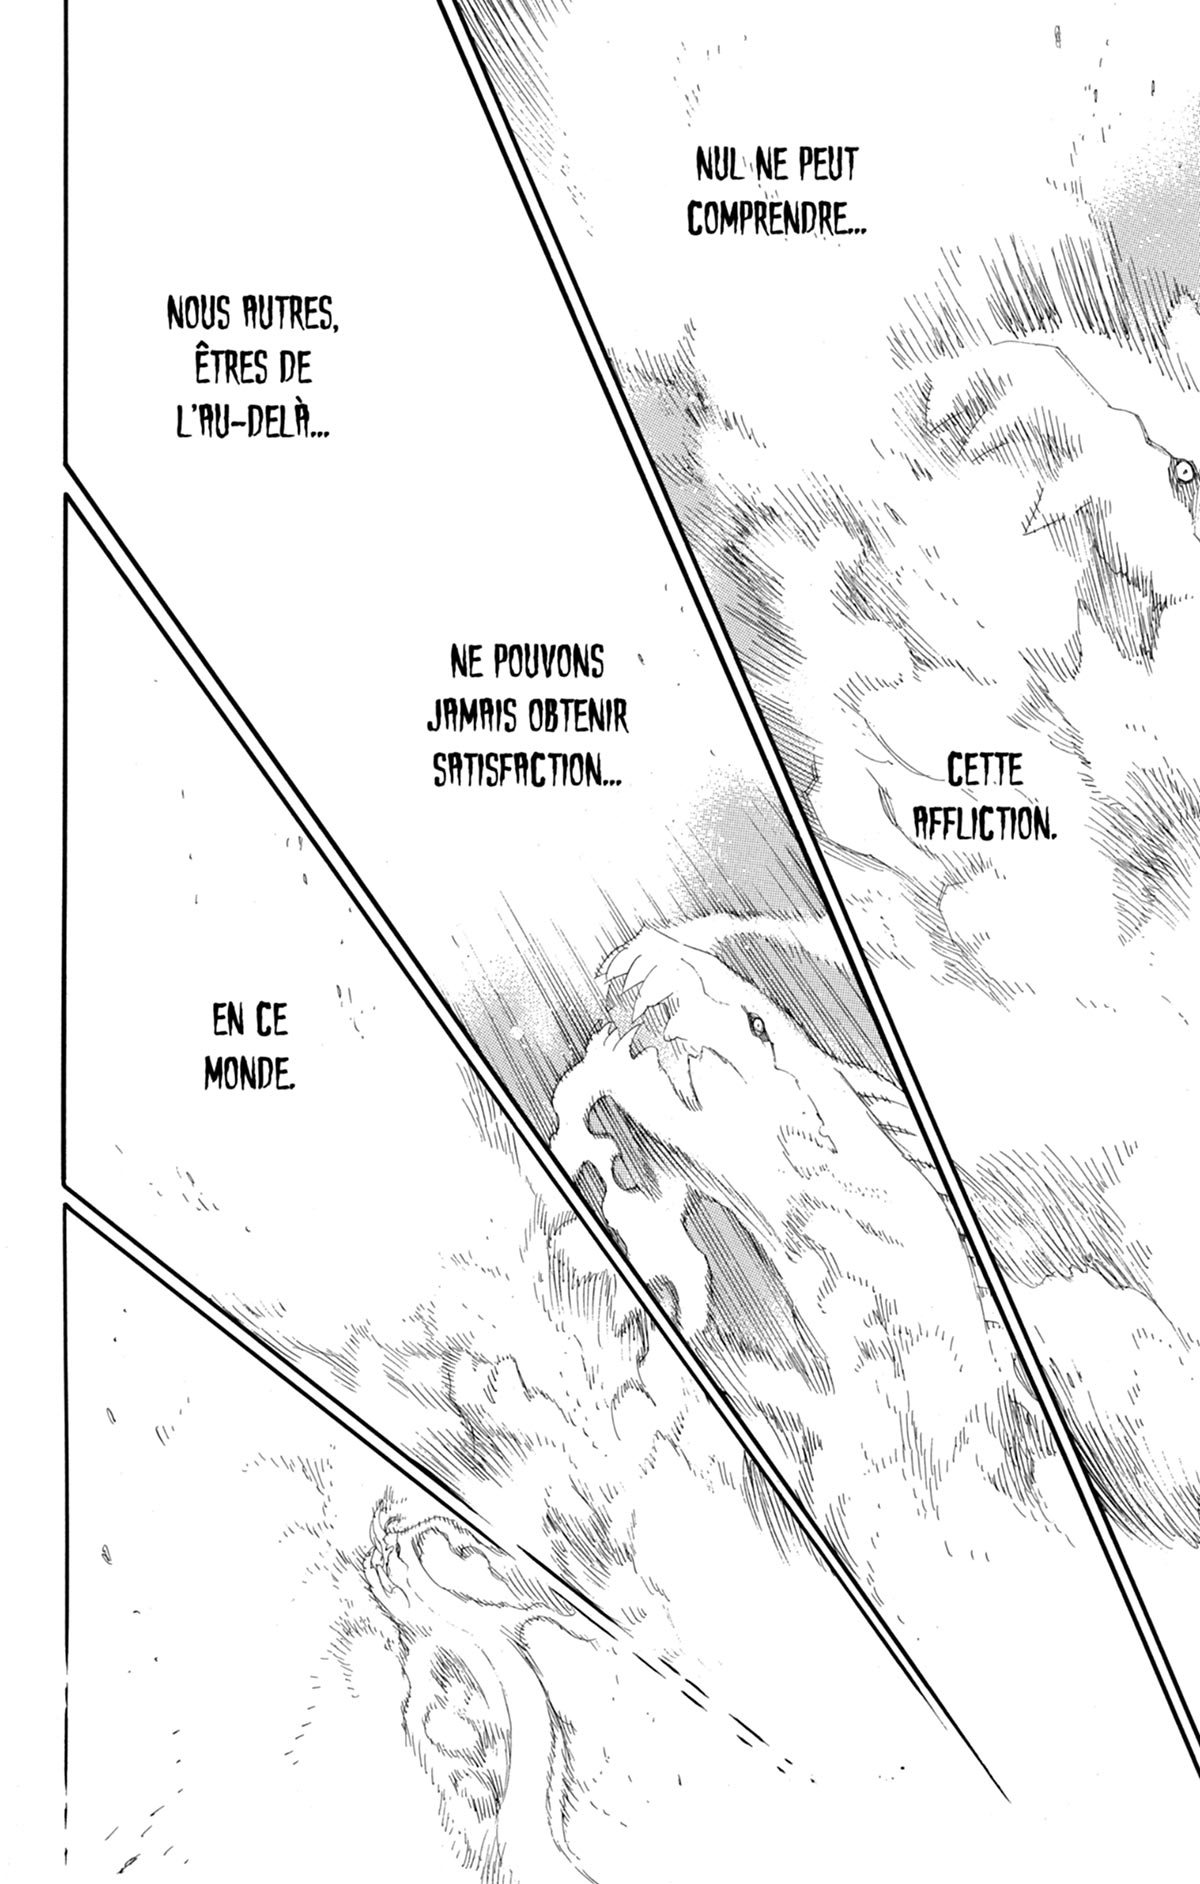 NUL NE PEUT
COMPRENDRE...
CETTE
AFFLICTION.
NOUS AUTRES,
ÊTRES DE
L'AU-DELÀ...
NE POUVONS
JAMAIS OBTENIR
SATISFACTION...
EN CE
MONDE.